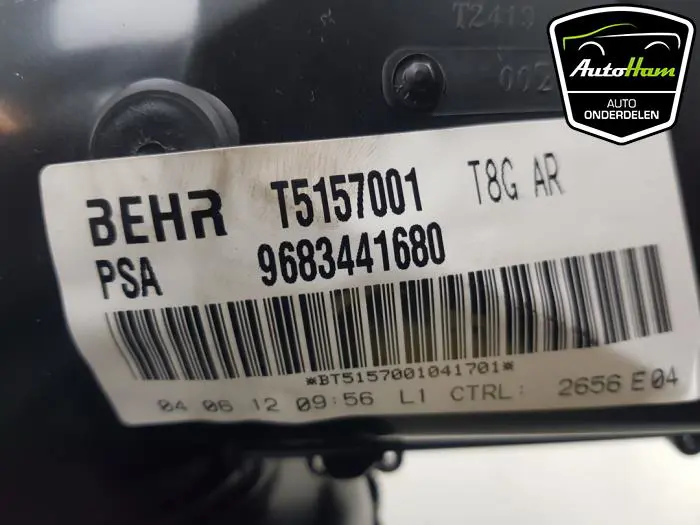 T2419
002
AutoHam
AUTO
ONDERDELEN
BEHR T5157001 T8G AR
PSA 9683441680
*BT5157001041701*
04 06 12 09:56 L1 CTRL: 2656 E04